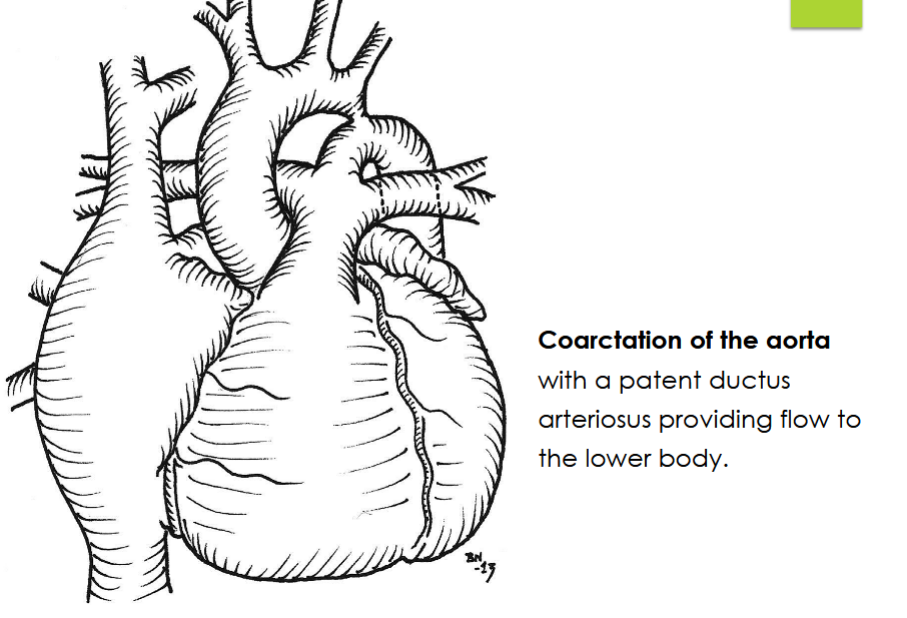 Coarctation of the aorta
with a patent ductus
arteriosus providing flow to
the lower body.
BN
-13